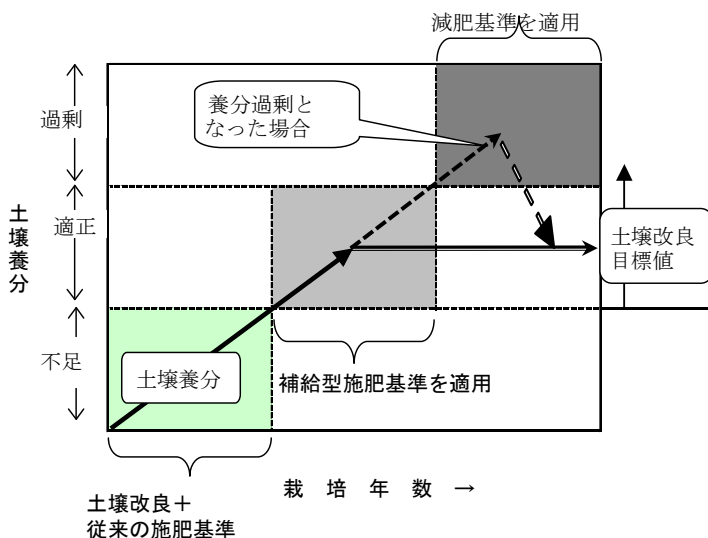 減肥基準を適用
過剰
養分過剰と
なった場合
適正
土壌養分
土壌改良
目標値
不足
土壌養分
補給型施肥基準を適用
土壌改良＋
従来の施肥基準
栽　培　年　数　→